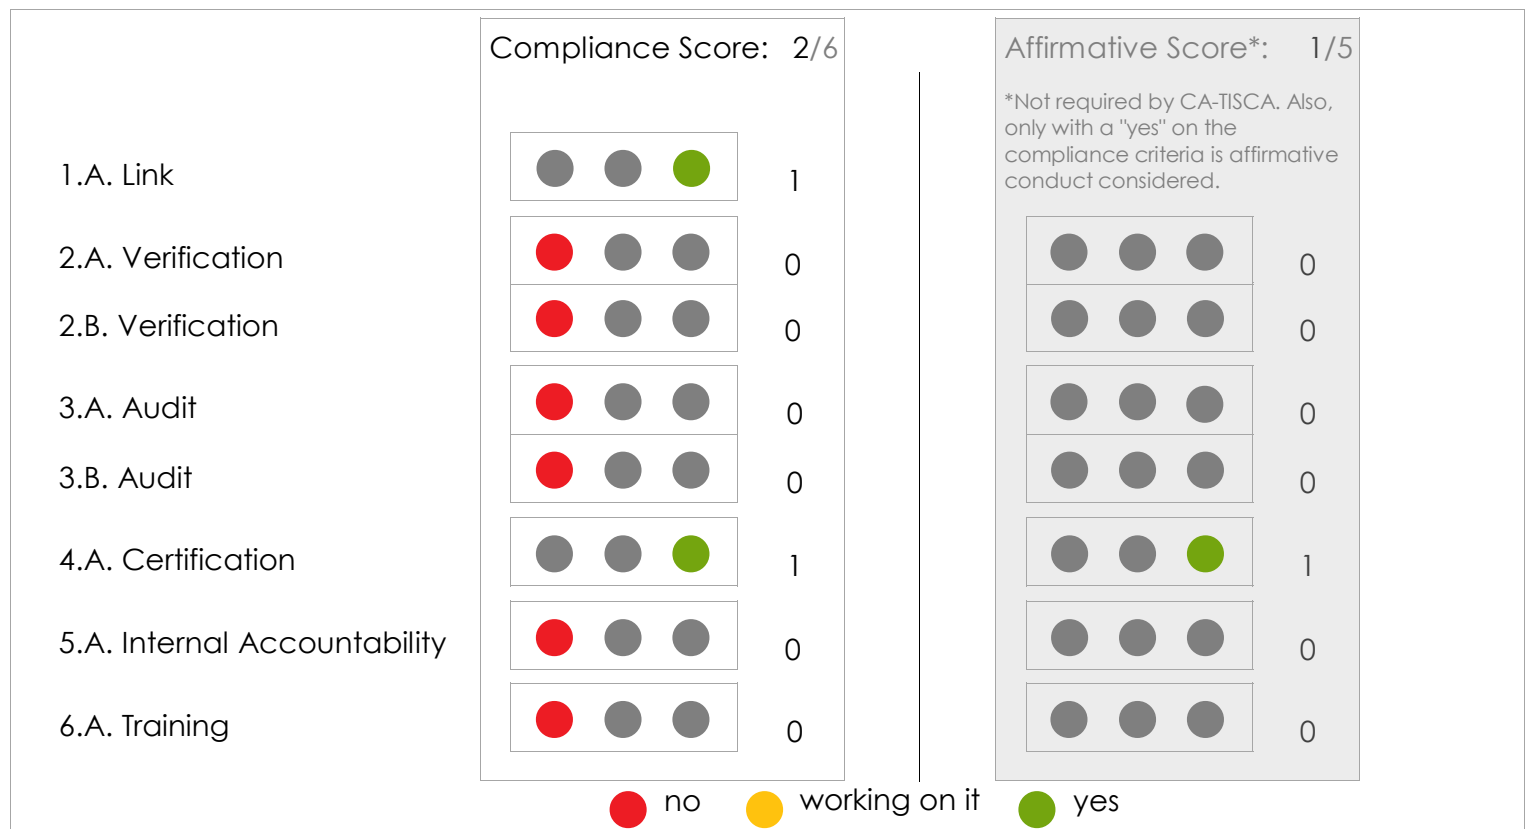 Compliance Score: 2/6
Affirmative Score*: 1/5
*Not required by CA-TISCA. Also,
only with a "yes" on the
compliance criteria is affirmative
conduct considered.
1.A. Link 1
2.A. Verification 0 0
2.B. Verification 0 0
3.A. Audit 0 0
3.B. Audit 0 0
4.A. Certification 1 1
5.A. Internal Accountability 0 0
6.A. Training 0 0
no working on it yes